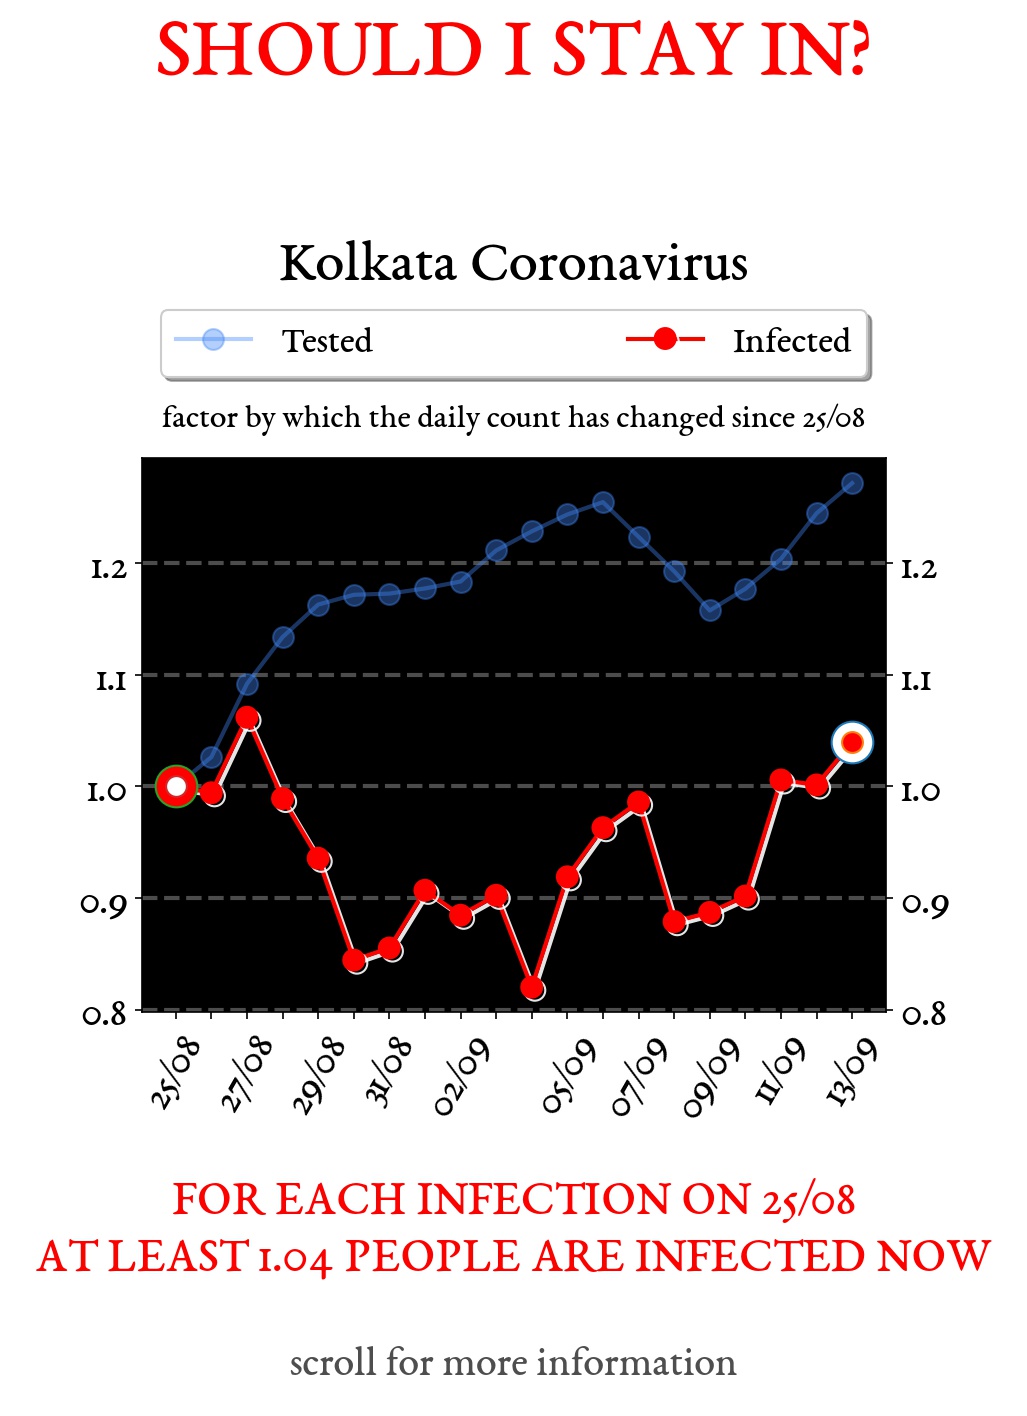 SHOULD I STAY IN?
Kolkata Coronavirus
Tested Infected
factor by which the daily count has changed since 25/08
1.2 1.2
1.1 1.1
1.0 1.0
0.9 0.9
0.8 0.8
25/08 27/08 29/08 31/08 02/09 05/09 07/09 09/09 11/09 13/09
FOR EACH INFECTION ON 25/08
AT LEAST 1.04 PEOPLE ARE INFECTED NOW
scroll for more information